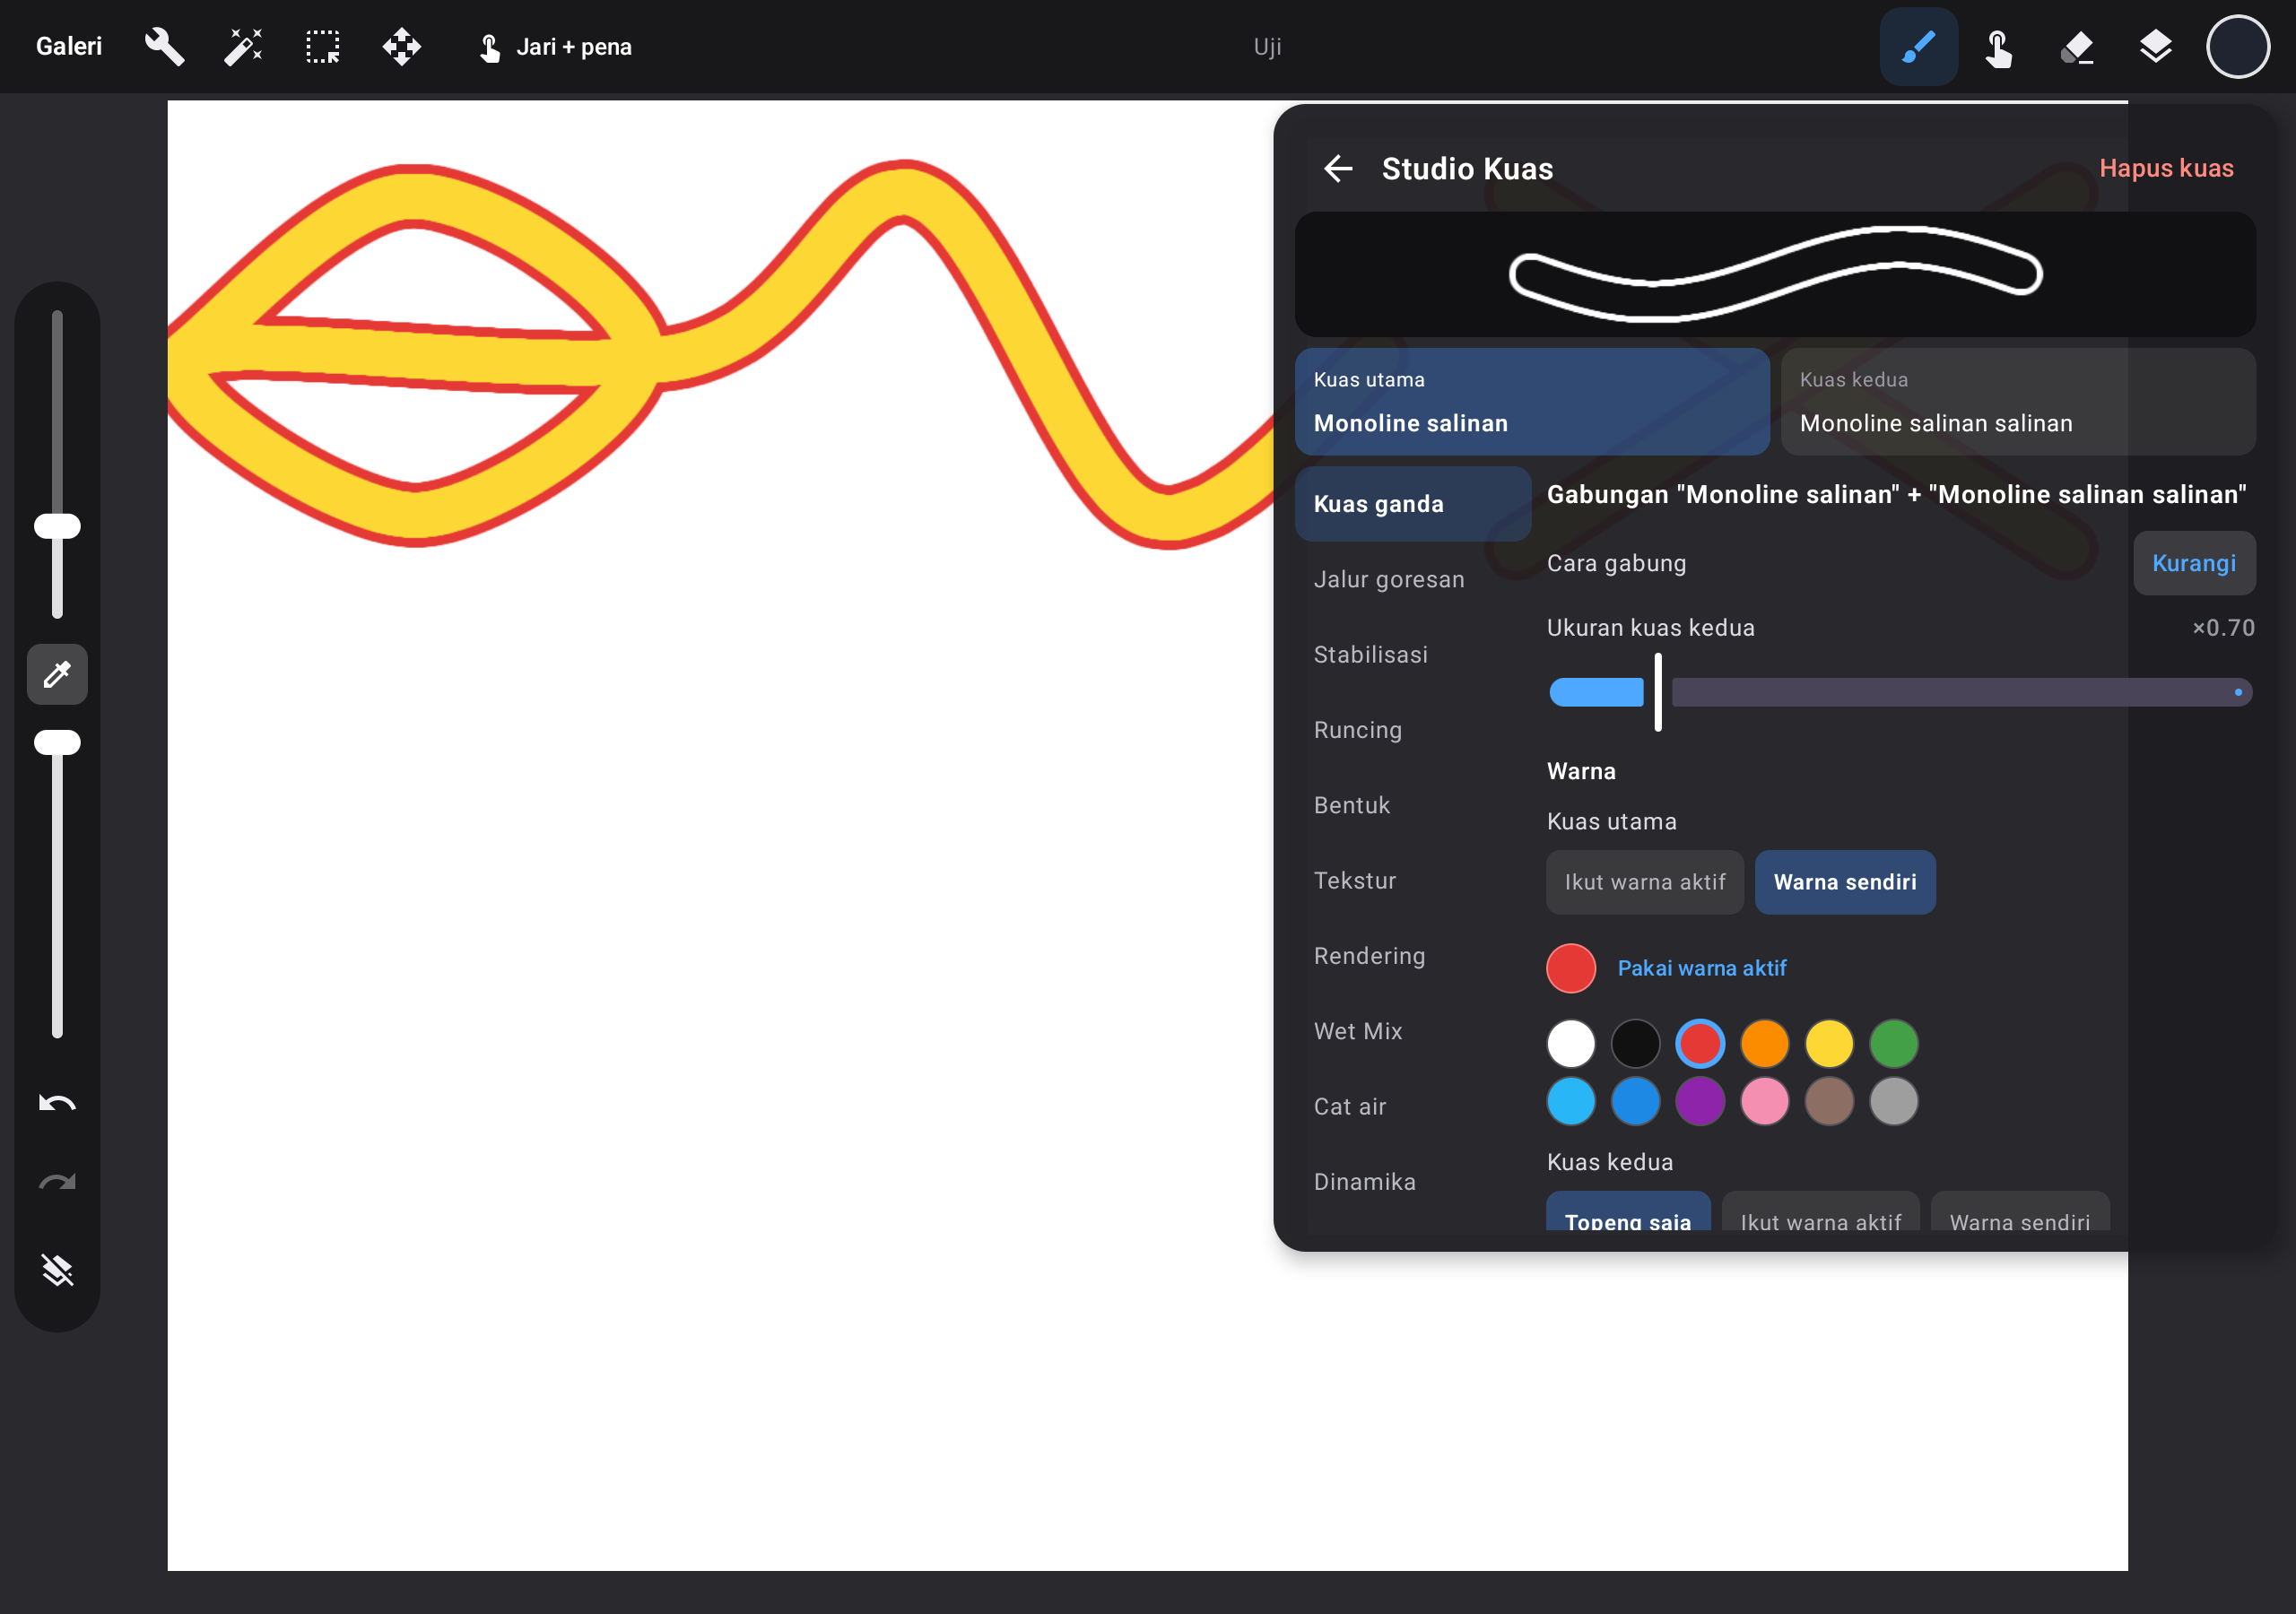 Galeri
Jari + pena
Uji
Studio Kuas
Hapus kuas
Kuas utama
Monoline salinan
Kuas kedua
Monoline salinan salinan
Kuas ganda
Jalur goresan
Stabilisasi
Runcing
Bentuk
Tekstur
Rendering
Wet Mix
Cat air
Dinamika
Gabungan "Monoline salinan" + "Monoline salinan salinan"
Cara gabung
Kurangi
Ukuran kuas kedua
×0.70
Warna
Kuas utama
Ikut warna aktif
Warna sendiri
Pakai warna aktif
Kuas kedua
Topeng saja
Ikut warna aktif
Warna sendiri